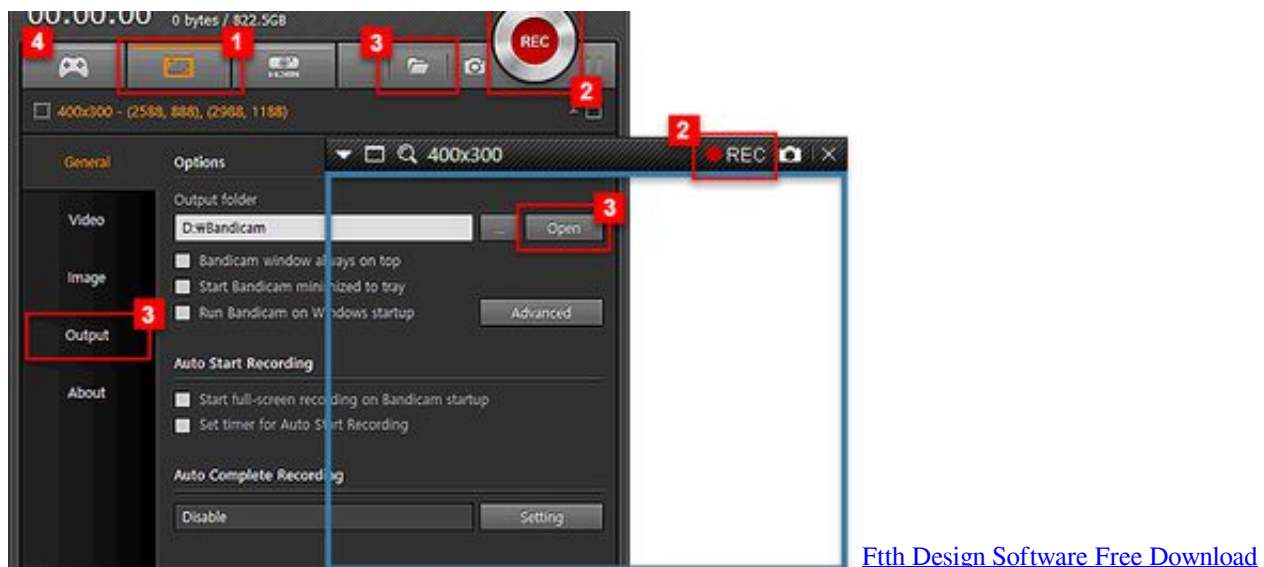 00:00:00 0 bytes / 822.5GB
4 1 3 REC
HDMI
2
400x300 - (2588, 888), (2988, 1188)
2
400x300 REC
General Options
Output folder
3
Video D:₩Bandicam ... Open
Bandicam window always on top
Image Start Bandicam minimized to tray
3 Run Bandicam on Windows startup Advanced
Output
Auto Start Recording
About Start full-screen recording on Bandicam startup
Set timer for Auto Start Recording
Auto Complete Recording
Disable Setting
Ftth Design Software Free Download